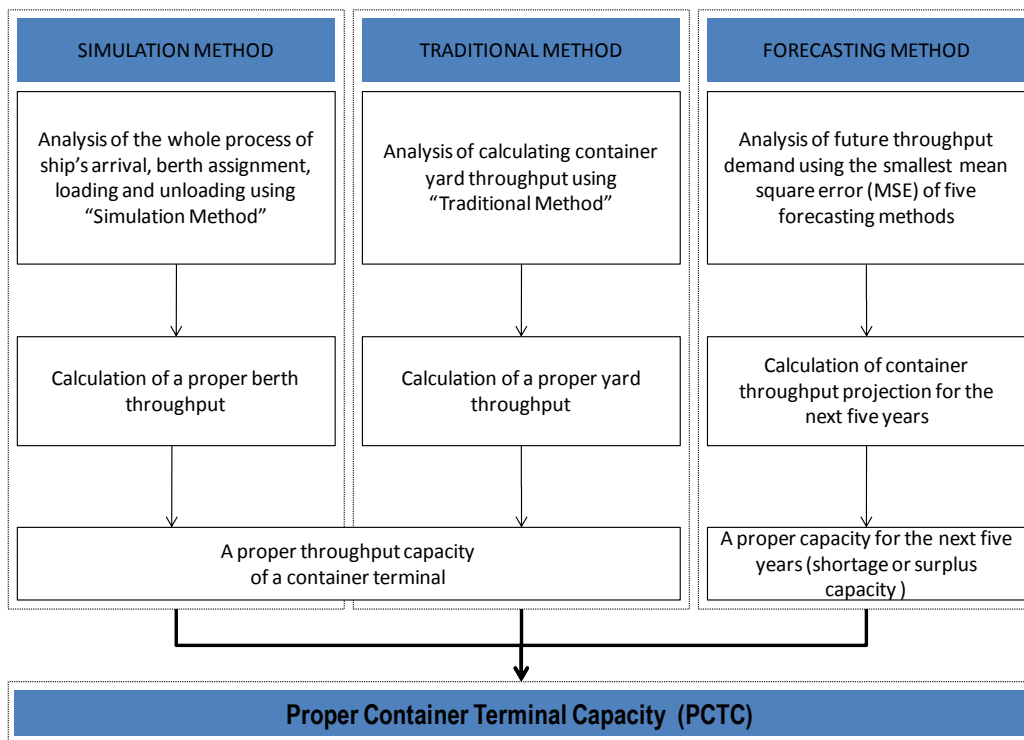 SIMULATION METHOD
Analysis of the whole process of
ship's arrival, berth assignment,
loading and unloading using
“Simulation Method”
Calculation of a proper berth
throughput
TRADITIONAL METHOD
Analysis of calculating container
yard throughput using
“Traditional Method”
Calculation of a proper yard
throughput
A proper throughput capacity
of a container terminal
FORECASTING METHOD
Analysis of future throughput
demand using the smallest mean
square error (MSE) of five
forecasting methods
Calculation of container
throughput projection for the
next five years
A proper capacity for the next five
years (shortage or surplus
capacity )
Proper Container Terminal Capacity (PCTC)